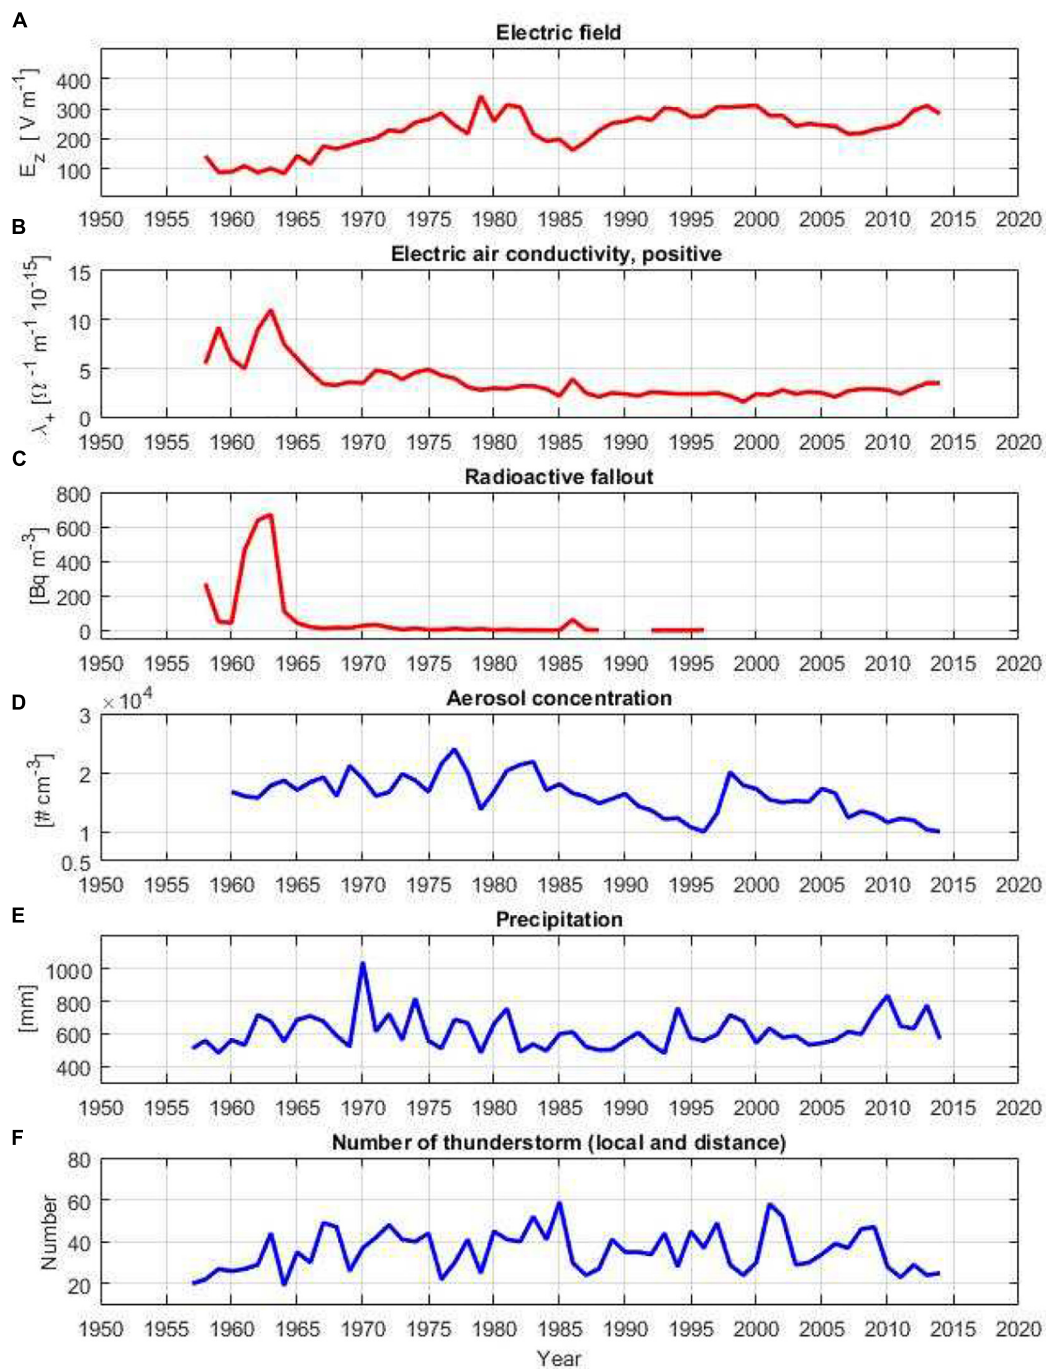 A
Electric field
E_z [ V m^-1]
400
300
200
100
1950 1955 1960 1965 1970 1975 1980 1985 1990 1995 2000 2005 2010 2015 2020
B
Electric air conductivity, positive
λ_+ [Ω^-1 m^-1 10^-15]
15
10
5
0
1950 1955 1960 1965 1970 1975 1980 1985 1990 1995 2000 2005 2010 2015 2020
C
Radioactive fallout
[Bq m^-3]
800
600
400
200
0
1950 1955 1960 1965 1970 1975 1980 1985 1990 1995 2000 2005 2010 2015 2020
D
×10^4
Aerosol concentration
[# cm^-3]
3
2
1
0.5
1950 1955 1960 1965 1970 1975 1980 1985 1990 1995 2000 2005 2010 2015 2020
E
Precipitation
[mm]
1000
800
600
400
1950 1955 1960 1965 1970 1975 1980 1985 1990 1995 2000 2005 2010 2015 2020
F
Number of thunderstorm (local and distance)
Number
80
60
40
20
1950 1955 1960 1965 1970 1975 1980 1985 1990 1995 2000 2005 2010 2015 2020
Year